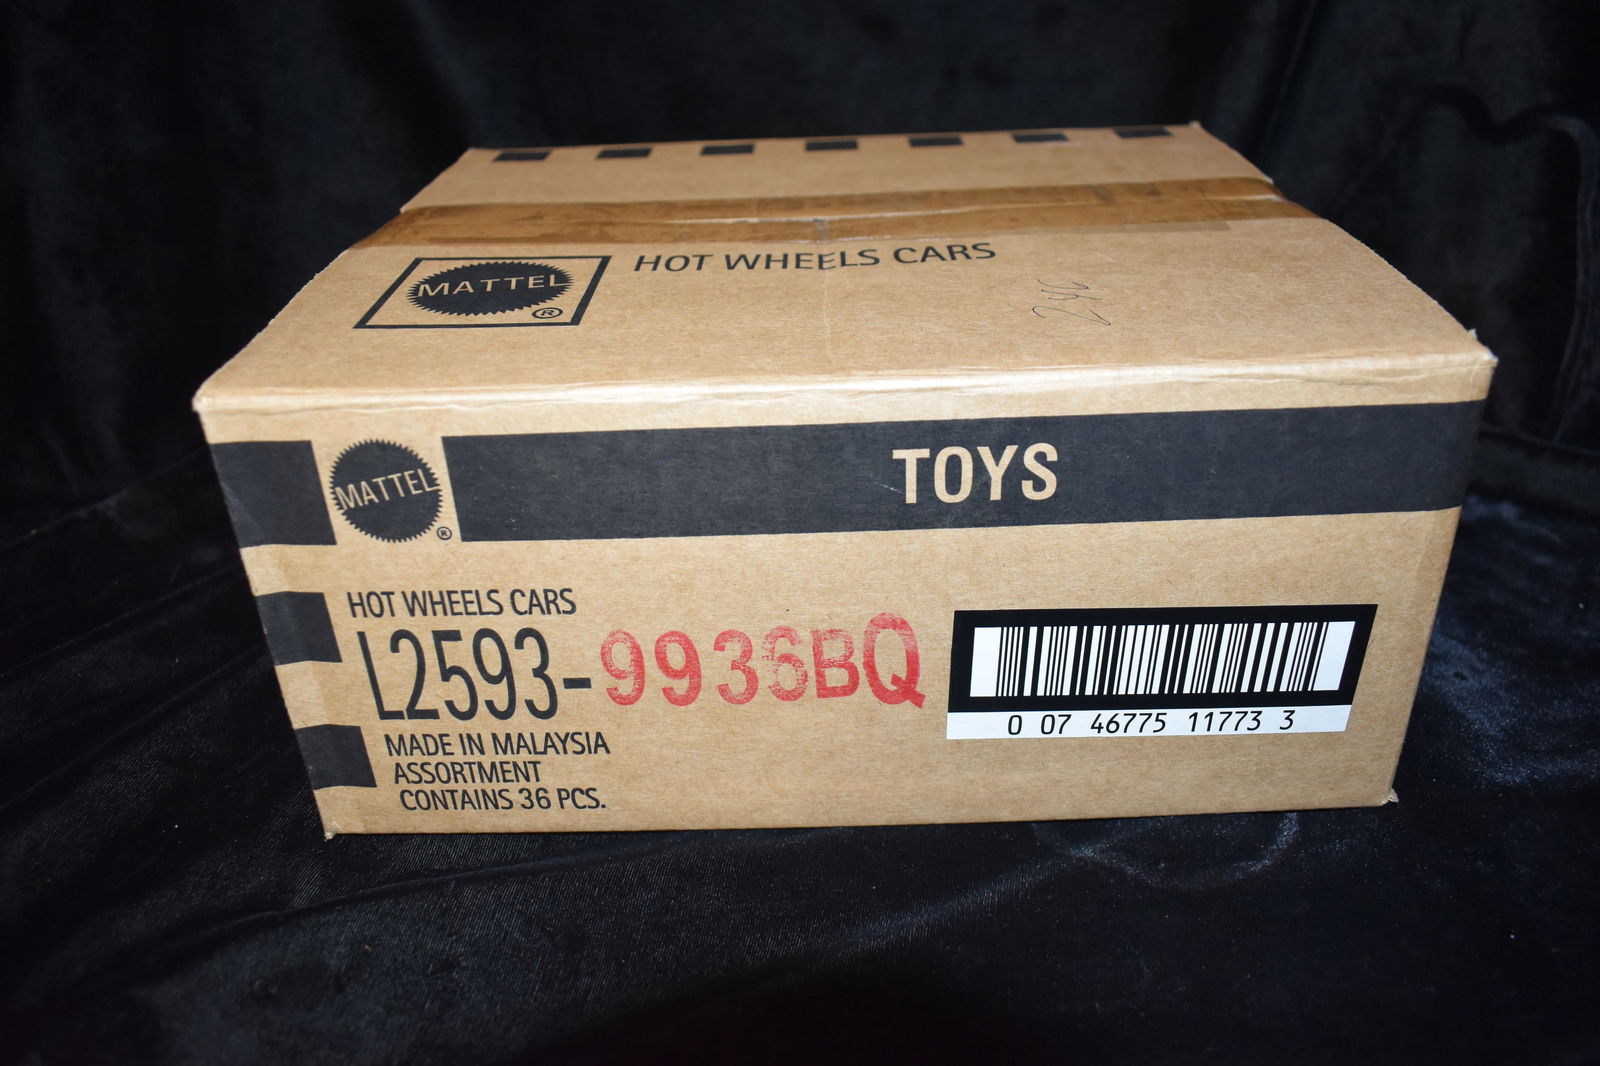 MATTEL
®
HOT WHEELS CARS
MATTEL
®
TOYS
HOT WHEELS CARS
L2593-9936BQ
MADE IN MALAYSIA
ASSORTMENT
CONTAINS 36 PCS.
0 07 46775 11773 3